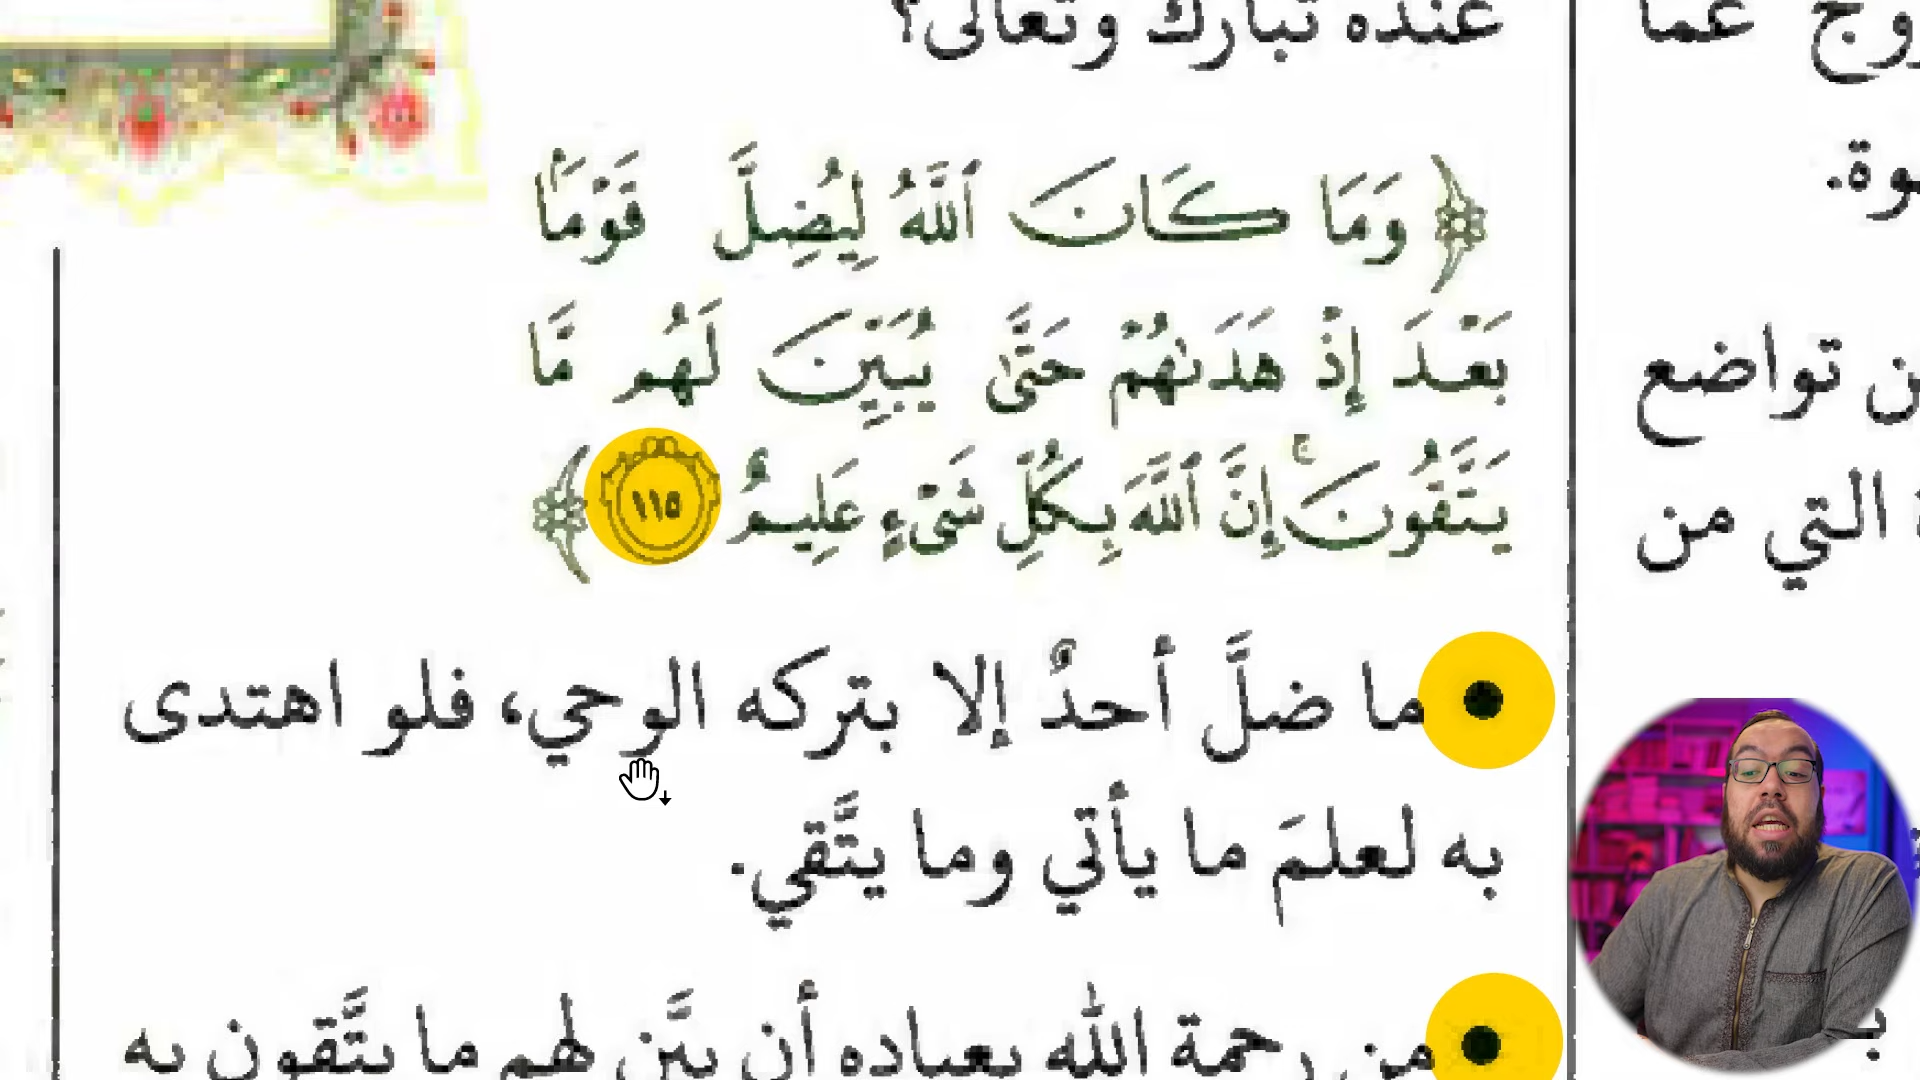 عنده تبارك وتعالى؟
﴿ وَمَا كَانَ ٱللَّهُ لِيُضِلَّ قَوْمًۢا
بَعْدَ إِذْ هَدَىٰهُمْ حَتَّىٰ يُبَيِّنَ لَهُم مَّا
يَتَّقُونَ ۚ إِنَّ ٱللَّهَ بِكُلِّ شَىْءٍ عَلِيمٌ ١١٥ ﴾
• ما ضلَّ أحدٌ إلا بتركه الوحي، فلو اهتدى
به لعلمَ ما يأتي وما يتَّقي.
• من رحمة الله بعباده أن بيَّن لهم ما يتَّقون به
عما
تواضع
التي من